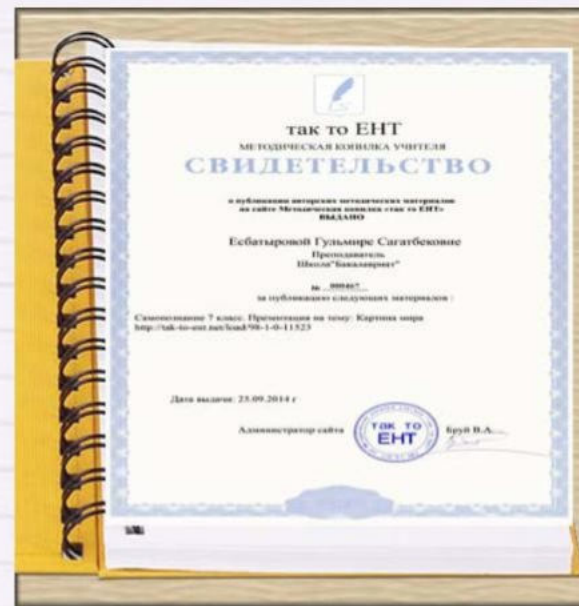 так то ЕНТ
МЕТОДИЧЕСКАЯ КОПИЛКА УЧИТЕЛЯ
СВИДЕТЕЛЬСТВО
о публикации авторских методических материалов
на сайте Методическая копилка «так то ЕНТ»
ВЫДАНО
Есбатыровой Гульмире Сагатбековне
Преподаватель
Школа"Бакалавриат"
№ 000467
за публикацию следующих материалов :
Самопознание 7 класс. Презентация на тему: Картина мира
http://tak-to-ent.net/load/98-1-0-11523
Дата выдачи: 23.09.2014 г
Администратор сайта
так то
ЕНТ
Бруй В.А.